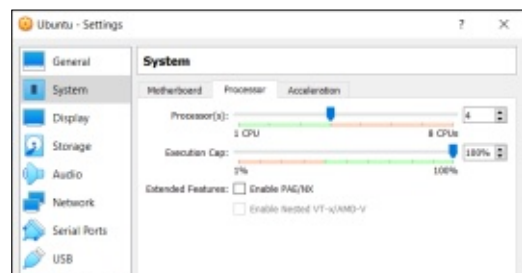 Ubuntu - Settings
? ×
General
System
Display
Storage
Audio
Network
Serial Ports
USB
System
Motherboard Processor Acceleration
Processor(s): 4
1 CPU 8 CPUs
Execution Cap: 100%
1% 100%
Extended Features: Enable PAE/NX
Enable Nested VT-x/AMD-V